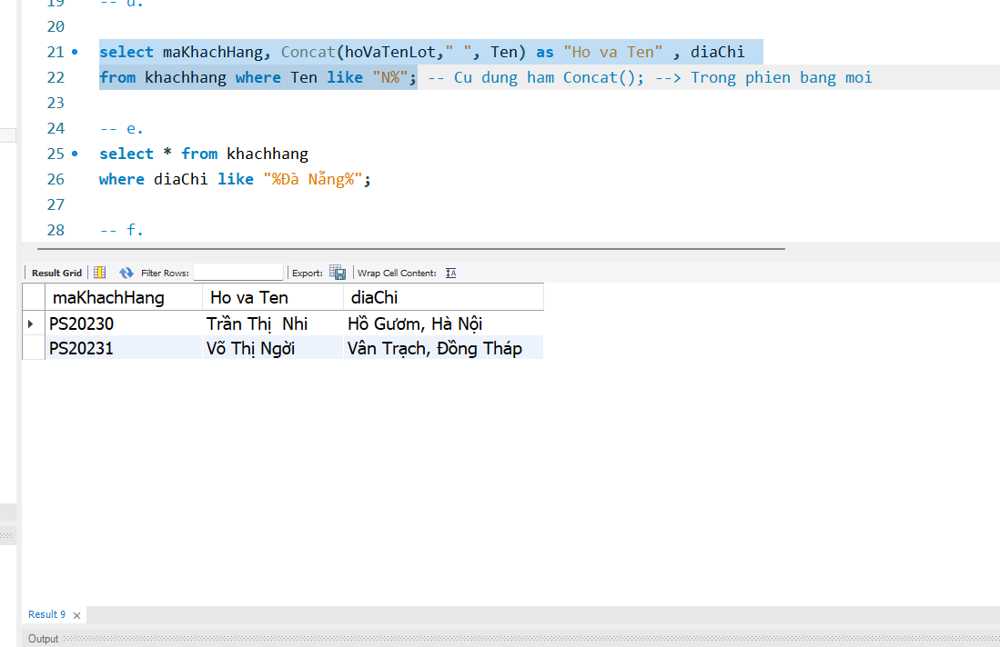 19 -- d.
20
21 select maKhachHang, Concat(hoVaTenLot," ", Ten) as "Ho va Ten" , diaChi
22 from khachhang where Ten like "N%"; -- Cu dung ham Concat(); --> Trong phien bang moi
23
24 -- e.
25 select * from khachhang
26 where diaChi like "%Đà Nẵng%";
27
28 -- f.
Result Grid Filter Rows: Export: Wrap Cell Content: IA
maKhachHang Ho va Ten diaChi
PS20230 Trần Thị  Nhi Hồ Gươm, Hà Nội
PS20231 Võ Thị Ngời Vân Trạch, Đồng Tháp
Result 9 ×
Output